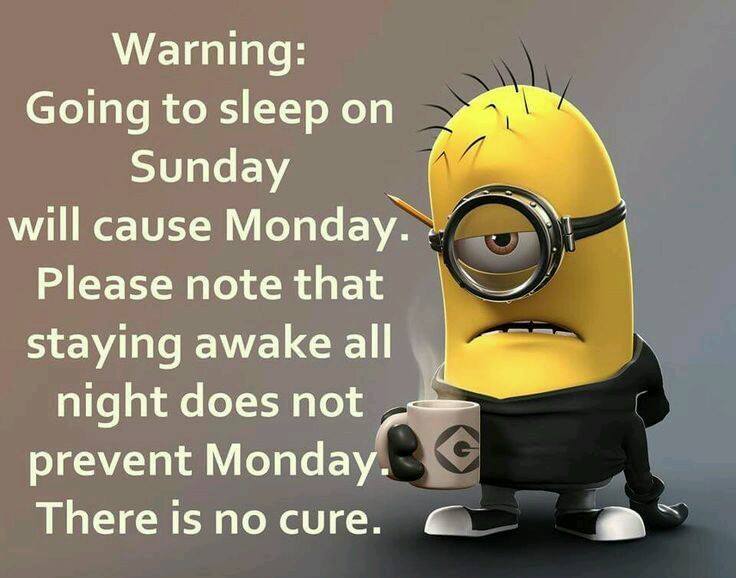 Warning:
Going to sleep on
Sunday
will cause Monday.
Please note that
staying awake all
night does not
prevent Monday.
There is no cure.
G